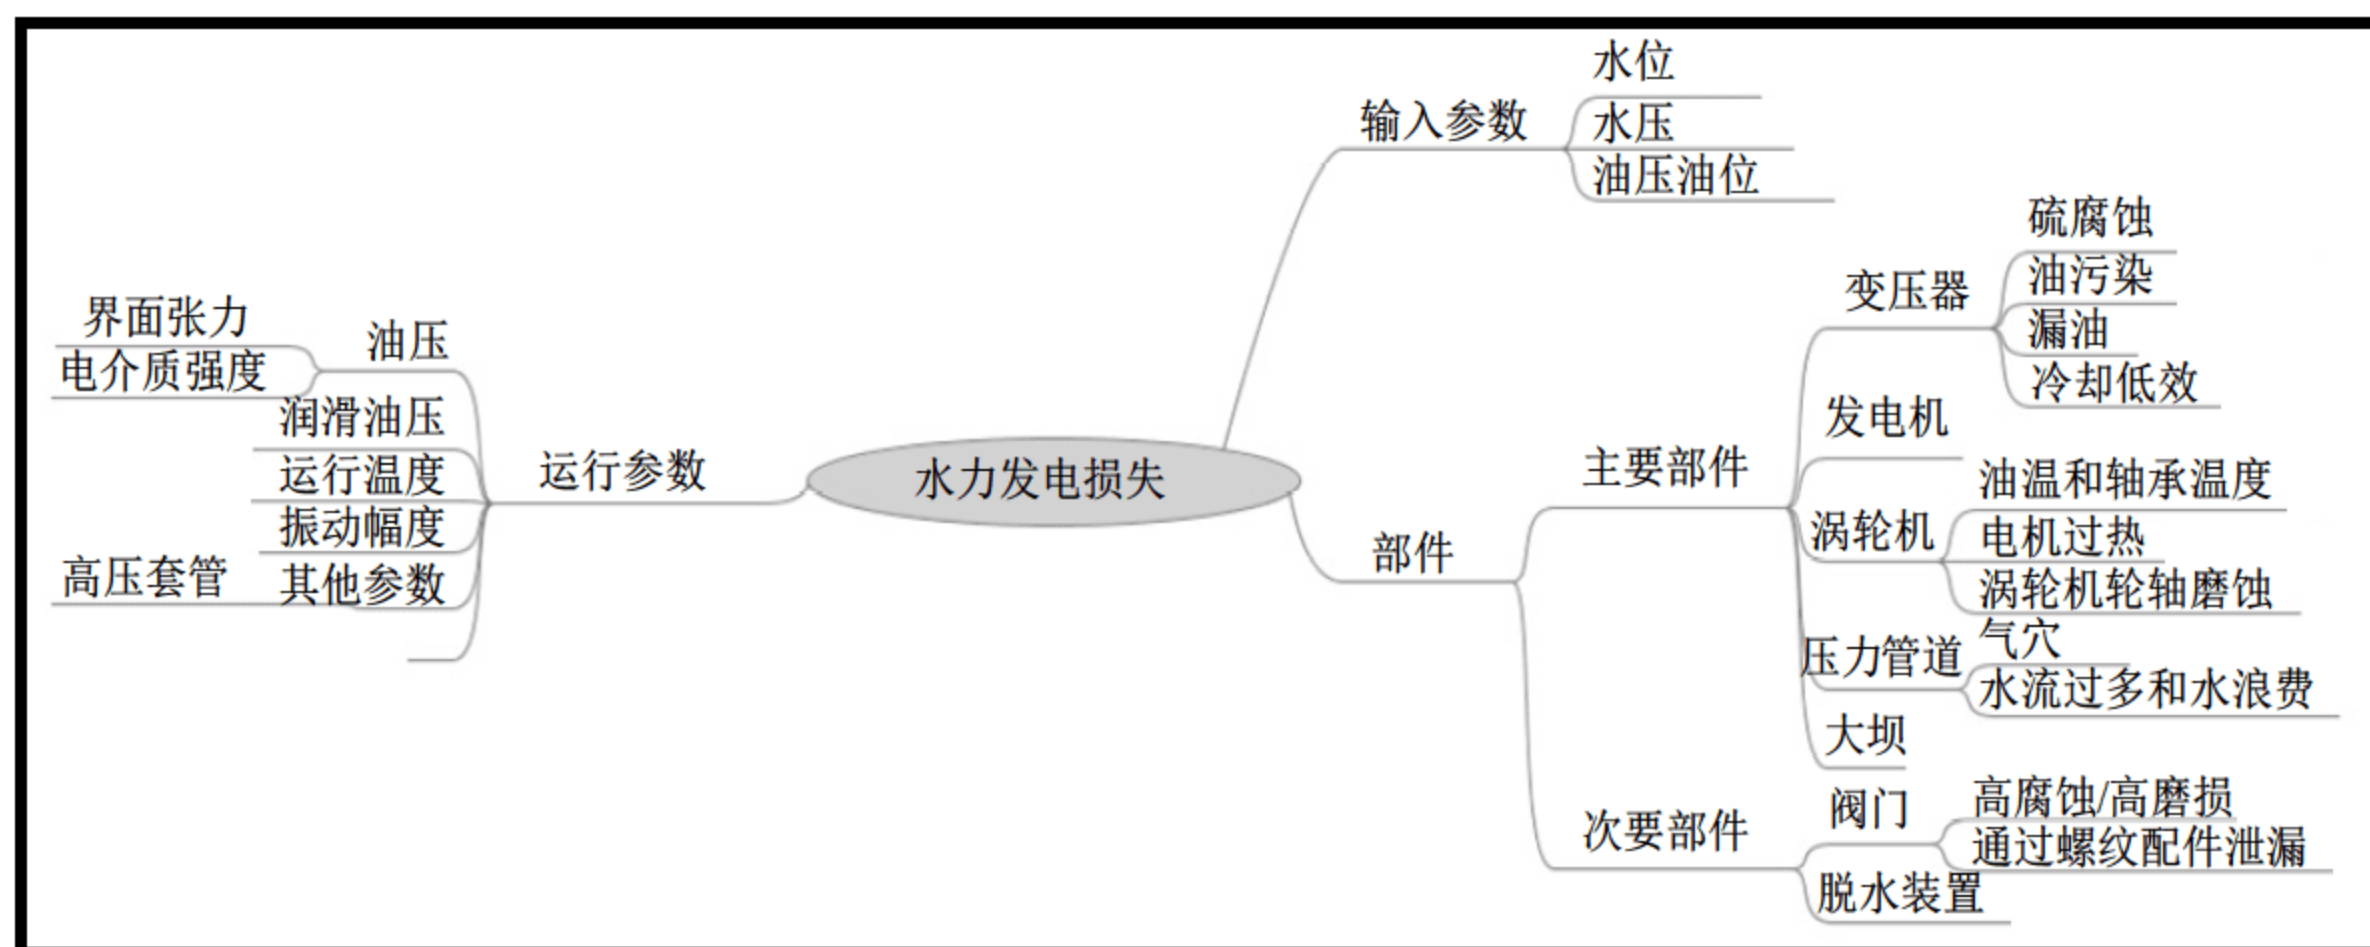 水位
输入参数
水压
油压油位
硫腐蚀
变压器
油污染
漏油
冷却低效
界面张力
油压
电介质强度
润滑油压
运行温度
振动幅度
高压套管
其他参数
运行参数
水力发电损失
主要部件
发电机
油温和轴承温度
涡轮机
电机过热
涡轮机轮轴磨蚀
部件
压力管道
气穴
水流过多和水浪费
大坝
次要部件
阀门
高腐蚀/高磨损
通过螺纹配件泄漏
脱水装置